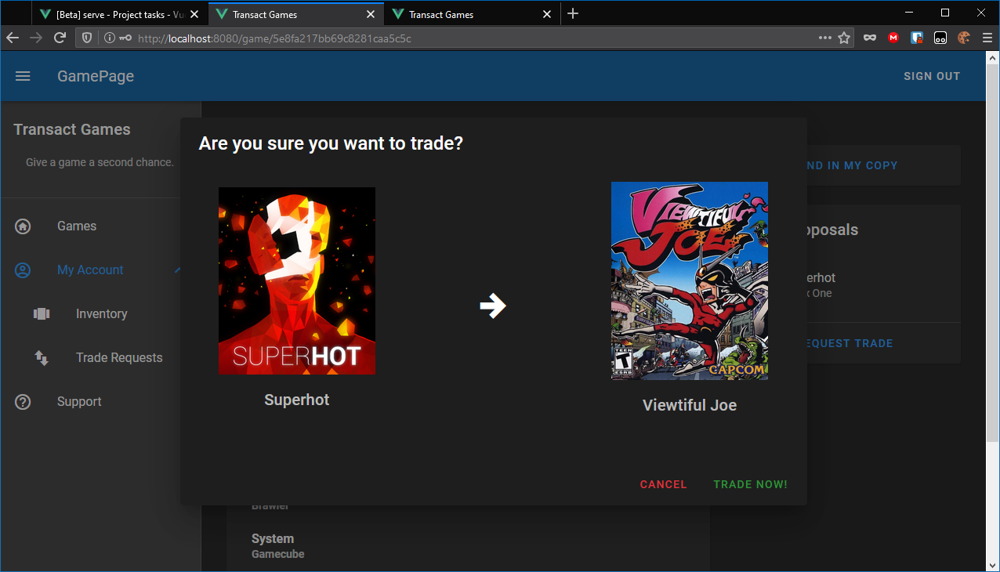 [Beta] serve - Project tasks - Vu
Transact Games
Transact Games
http://localhost:8080/game/5e8fa217bb69c8281caa5c5c
GamePage
SIGN OUT
Transact Games
Give a game a second chance.
Games
My Account
Inventory
Trade Requests
Support
Are you sure you want to trade?
SUPERHOT
Superhot
VIEWTIFUL
JOE
TEEN
T
ESRB
CAPCOM
Viewtiful Joe
CANCEL
TRADE NOW!
ND IN MY COPY
posals
erhot
x One
EQUEST TRADE
Brawler
System
Gamecube